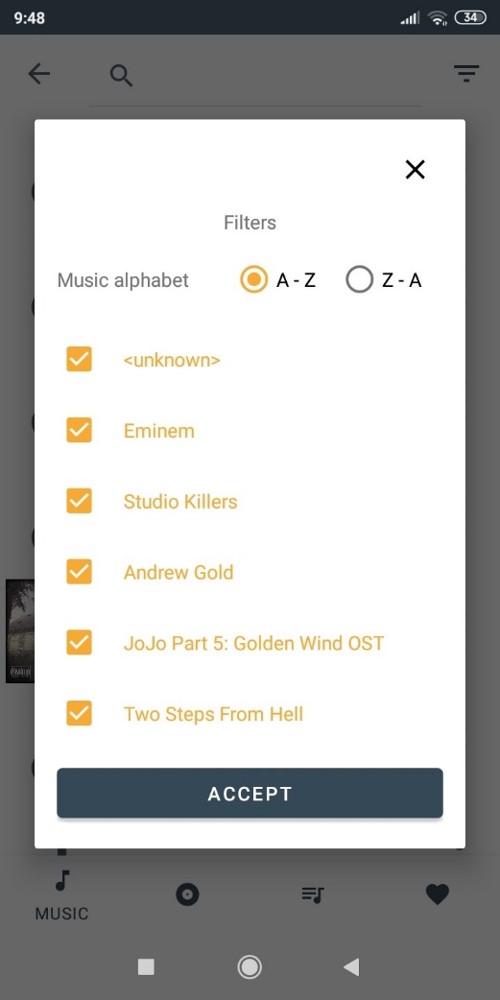 9:48
34
Filters
Music alphabet A - Z Z - A
<unknown>
Eminem
Studio Killers
Andrew Gold
JoJo Part 5: Golden Wind OST
Two Steps From Hell
ACCEPT
MUSIC